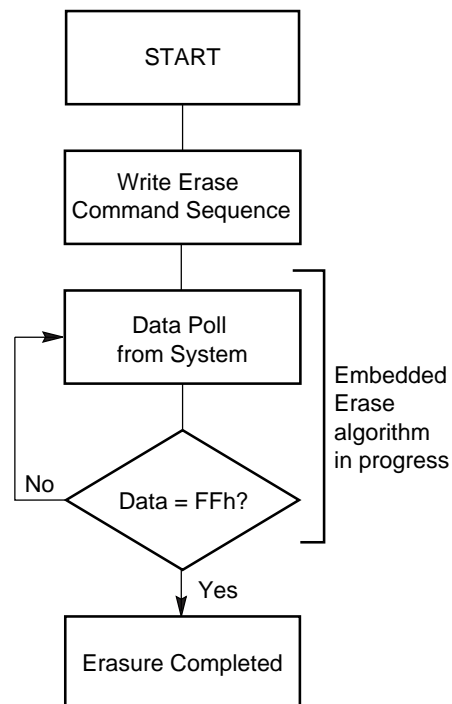 START
Write Erase
Command Sequence
Data Poll
from System
Embedded
Erase
algorithm
in progress
No
Data = FFh?
Yes
Erasure Completed